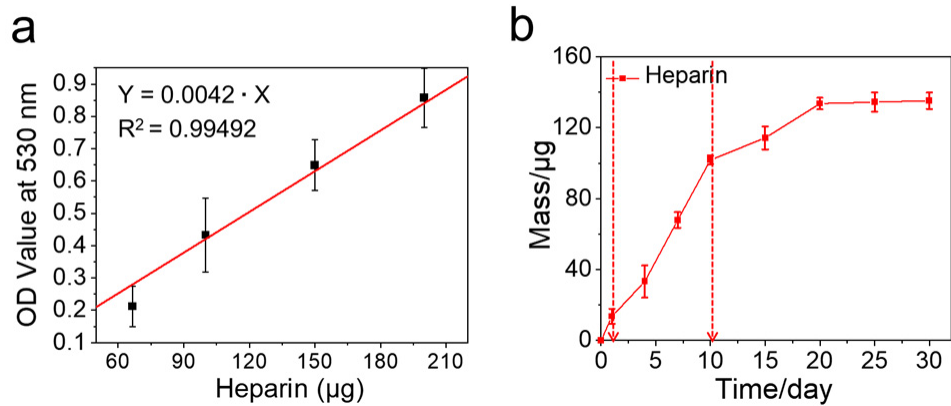 a
Y = 0.0042 · X
R² = 0.99492
OD Value at 530 nm
0.9
0.8
0.7
0.6
0.5
0.4
0.3
0.2
0.1
60 90 120 150 180 210
Heparin (μg)
b
Heparin
Mass/μg
160
120
80
40
0
0 5 10 15 20 25 30
Time/day